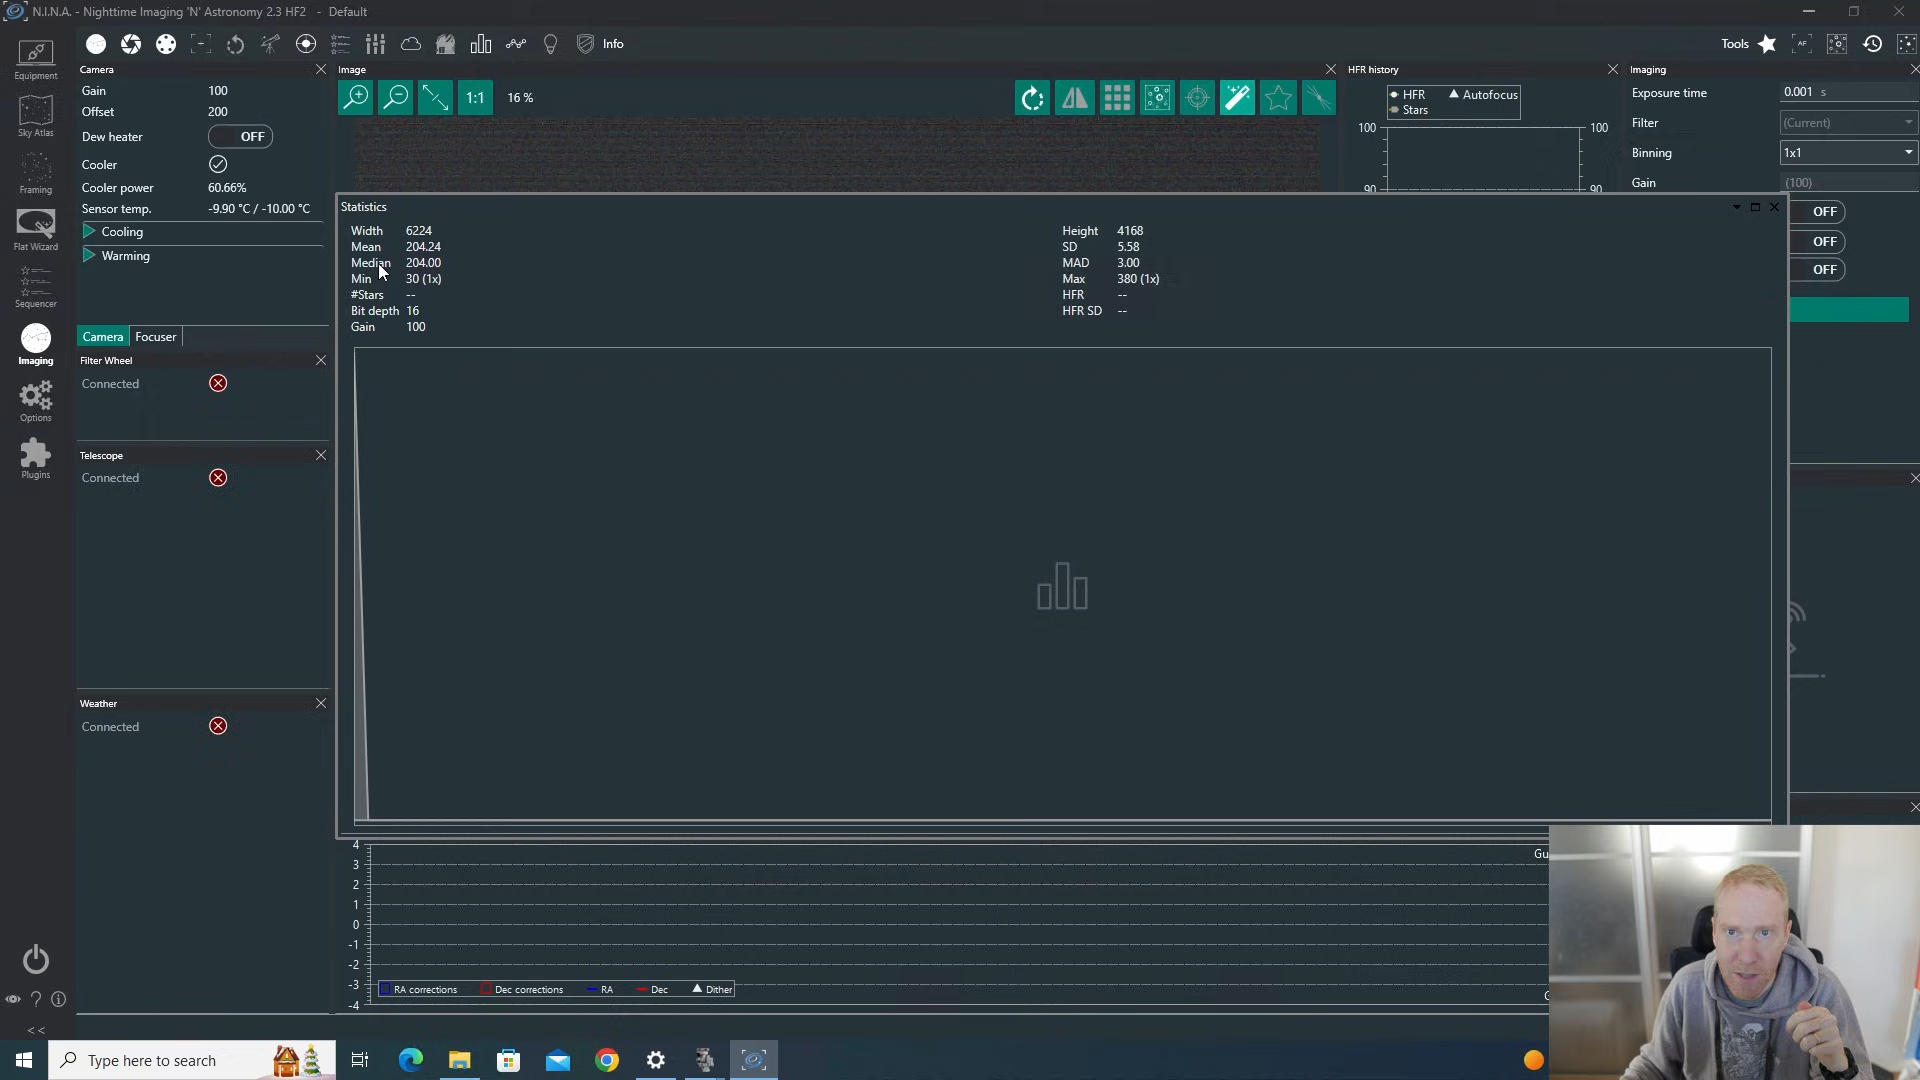 N.I.N.A. - Nighttime Imaging 'N' Astronomy 2.3 HF2 - Default
Equipment
Sky Atlas
Framing
Flat Wizard
Sequencer
Imaging
Options
Plugins
<<
Info
Tools
AF
Camera
Gain 100
Offset 200
Dew heater OFF
Cooler
Cooler power 60.66%
Sensor temp. -9.90 °C / -10.00 °C
Cooling
Warming
Camera Focuser
Filter Wheel
Connected
Telescope
Connected
Weather
Connected
Image
1:1 16 %
HFR history
HFR Autofocus
Stars
100 100
90 90
Imaging
Exposure time 0.001 s
Filter (Current)
Binning 1x1
Gain (100)
OFF
OFF
OFF
Statistics
Width 6224 Height 4168
Mean 204.24 SD 5.58
Median 204.00 MAD 3.00
Min 30 (1x) Max 380 (1x)
#Stars -- HFR --
Bit depth 16 HFR SD --
Gain 100
4
3
2
1
0
-1
-2
-3
-4
RA corrections Dec corrections RA Dec Dither
Type here to search